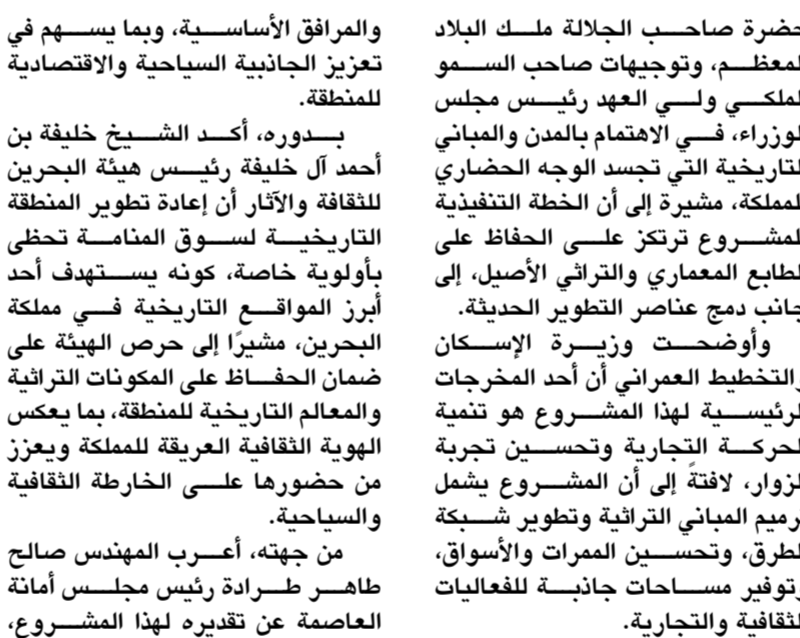 حضرة صاحب الجلالة ملك البلاد
لمعظم، وتوجيهات صاحب السمو
لملكي ولي العهد رئيس مجلس
لوزراء، في الاهتمام بالمدن والمباني
لتاريخية التي تجسد الوجه الحضاري
لمملكة، مشيرة إلى أن الخطة التنفيذية
لمشروع ترتكز على الحفاظ على
لطابع المعماري والتراثي الأصيل، إلى
جانب دمج عناصر التطوير الحديثة.
وأوضحت وزيرة الإسكان
والتخطيط العمراني أن أحد المخرجات
لرئيسية لهذا المشروع هو تنمية
لحركة التجارية وتحسين تجربة
لزوار، لافتةً إلى أن المشروع يشمل
رميم المباني التراثية وتطوير شبكة
لطرق، وتحسين الممرات والأسواق،
وتوفير مساحات جاذبة للفعاليات
لثقافية والتجارية.
والمرافق الأساسية، وبما يسهم في
تعزيز الجاذبية السياحية والاقتصادية
للمنطقة.
بدوره، أكد الشيخ خليفة بن
أحمد آل خليفة رئيس هيئة البحرين
للثقافة والآثار أن إعادة تطوير المنطقة
التاريخية لسوق المنامة تحظى
بأولوية خاصة، كونه يستهدف أحد
أبرز المواقع التاريخية في مملكة
البحرين، مشيرًا إلى حرص الهيئة على
ضمان الحفاظ على المكونات التراثية
والمعالم التاريخية للمنطقة، بما يعكس
الهوية الثقافية العريقة للمملكة ويعزز
من حضورها على الخارطة الثقافية
والسياحية.
من جهته، أعرب المهندس صالح
طاهر طرادة رئيس مجلس أمانة
العاصمة عن تقديره لهذا المشروع،